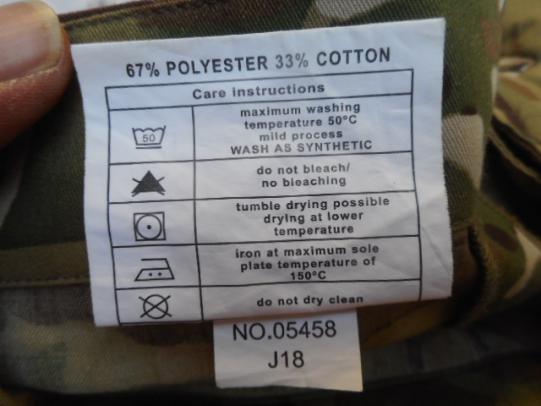 67% POLYESTER 33% COTTON
Care instructions
50
maximum washing
temperature 50°C
mild process
WASH AS SYNTHETIC
do not bleach/
no bleaching
tumble drying possible
drying at lower
temperature
iron at maximum sole
plate temperature of
150°C
do not dry clean
NO.05458
J18